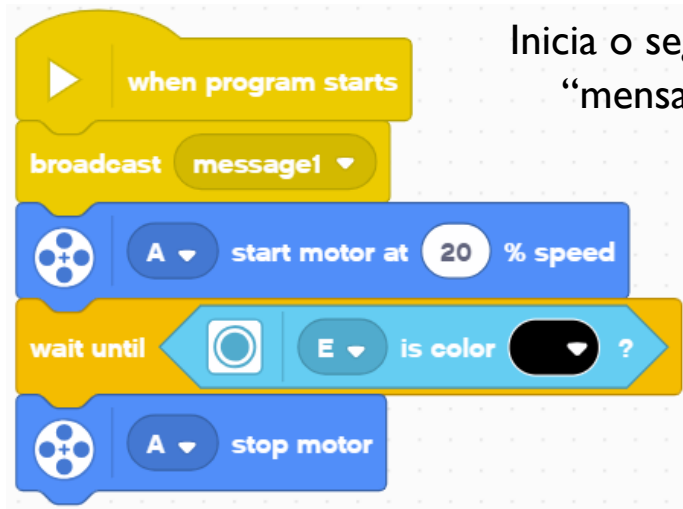 Inicia o se
“mensa
when program starts
broadcast message1
A start motor at 20 % speed
wait until E is color ?
A stop motor